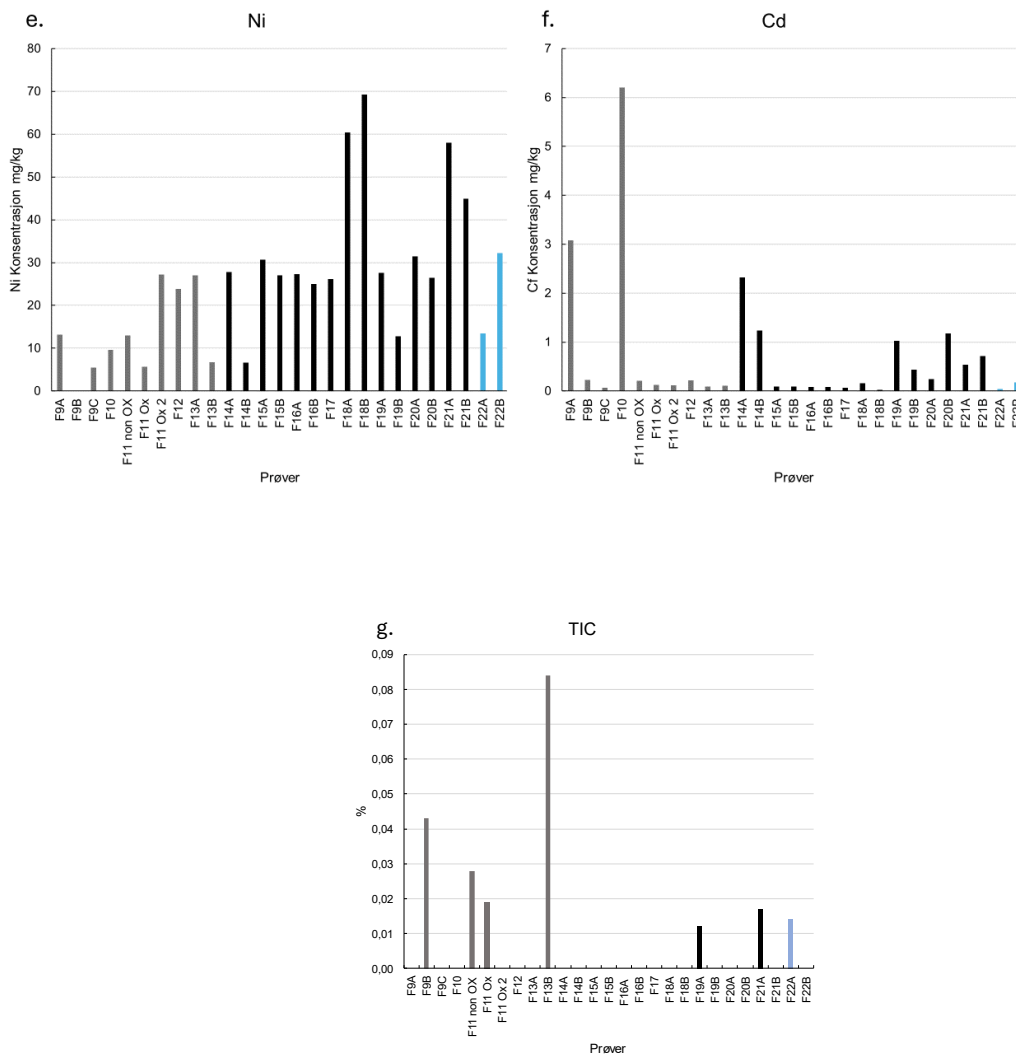 e.
Ni
80
70
60
50
40
30
20
10
0
Ni Konsentrasjon mg/kg
F9A
F9B
F9C
F10
F11 non OX
F11 Ox
F11 Ox 2
F12
F13A
F13B
F14A
F14B
F15A
F15B
F16A
F16B
F17
F18A
F18B
F19A
F19B
F20A
F20B
F21A
F21B
F22A
F22B
Prøver
f.
Cd
7
6
5
4
3
2
1
0
Cf Konsentrasjon mg/kg
F9A
F9B
F9C
F10
F11 non OX
F11 Ox
F11 Ox 2
F12
F13A
F13B
F14A
F14B
F15A
F15B
F16A
F16B
F17
F18A
F18B
F19A
F19B
F20A
F20B
F21A
F21B
F22A
F22B
Prøver
g.
TIC
0,09
0,08
0,07
0,06
0,05
0,04
0,03
0,02
0,01
0,00
%
F9A
F9B
F9C
F10
F11 non OX
F11 Ox
F11 Ox 2
F12
F13A
F13B
F14A
F14B
F15A
F15B
F16A
F16B
F17
F18A
F18B
F19A
F19B
F20A
F20B
F21A
F21B
F22A
F22B
Prøver